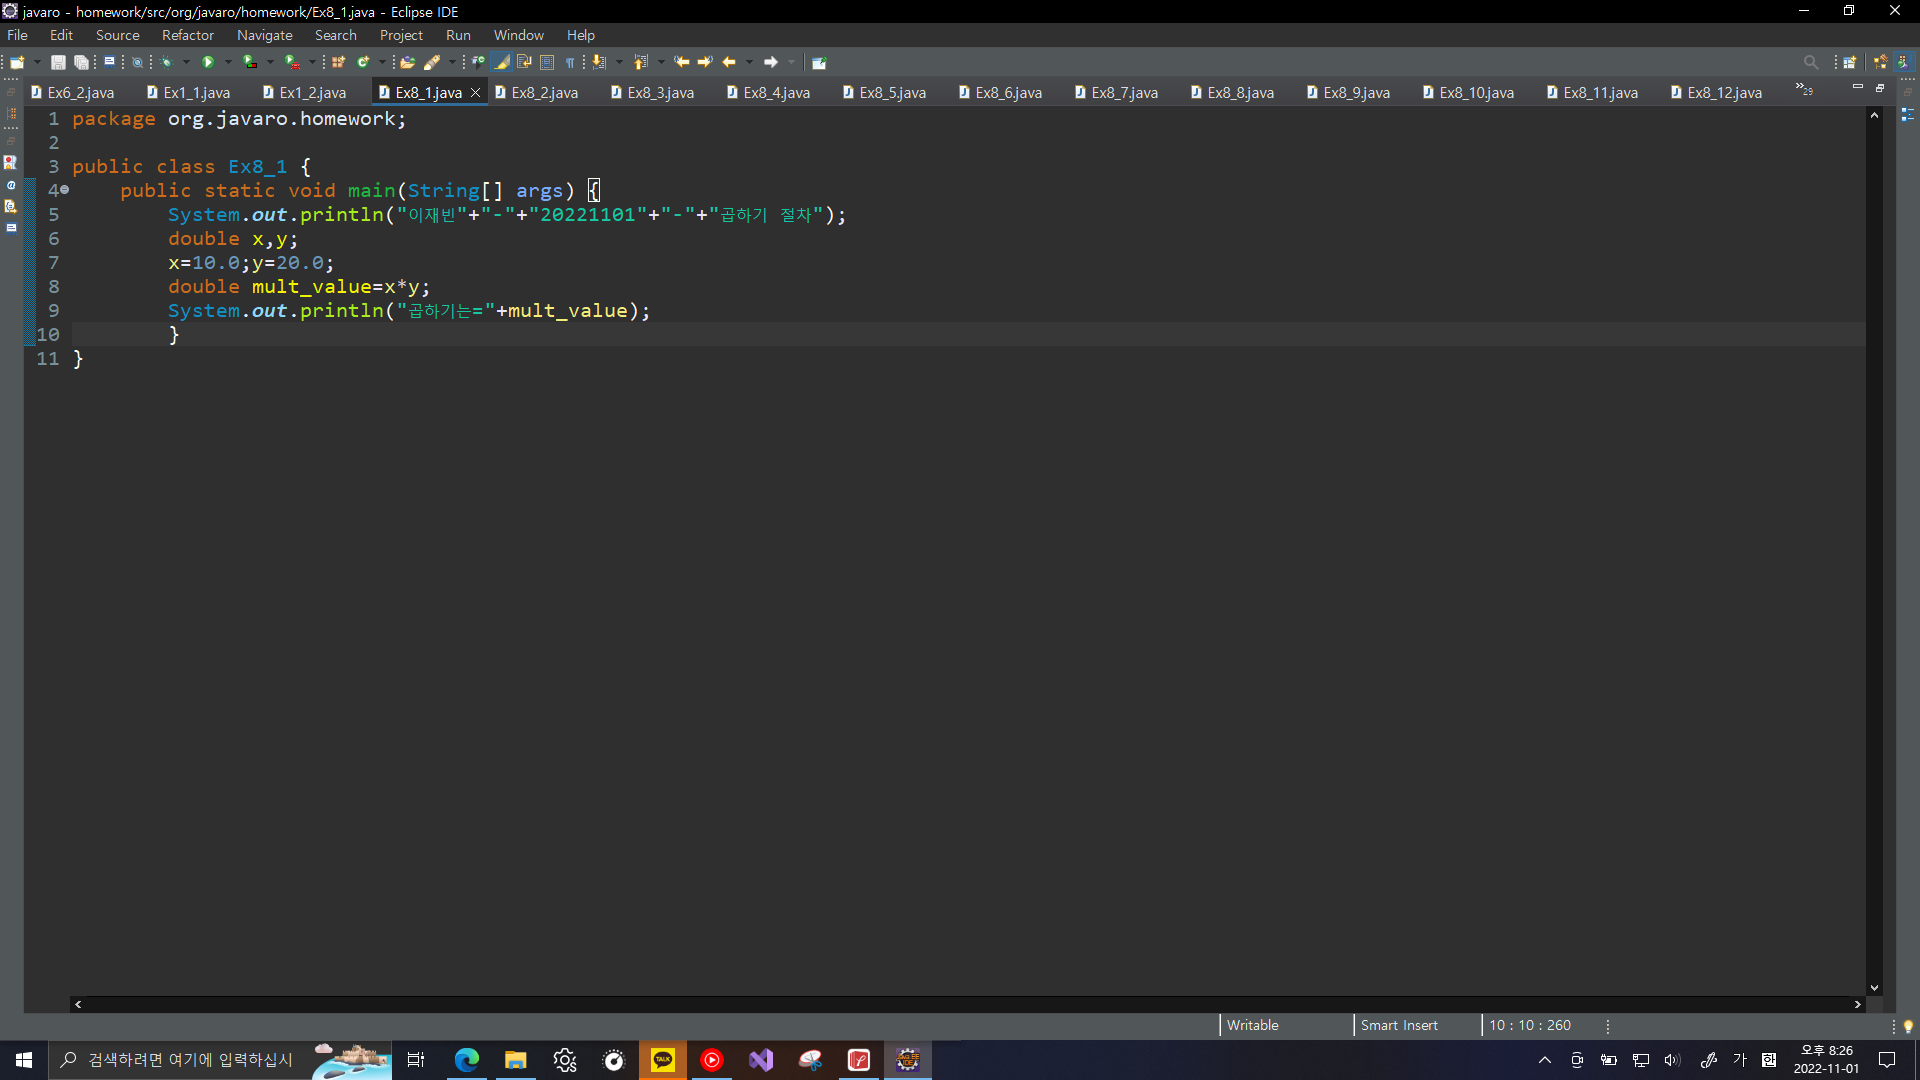 javaro - homework/src/org/javaro/homework/Ex8_1.java - Eclipse IDE
File Edit Source Refactor Navigate Search Project Run Window Help
Ex6_2.java Ex1_1.java Ex1_2.java Ex8_1.java Ex8_2.java Ex8_3.java Ex8_4.java Ex8_5.java Ex8_6.java Ex8_7.java Ex8_8.java Ex8_9.java Ex8_10.java Ex8_11.java Ex8_12.java »29
1 package org.javaro.homework;
2
3 public class Ex8_1 {
4 public static void main(String[] args) {
5 System.out.println("이재빈"+"-"+"20221101"+"-"+"곱하기 절차");
6 double x,y;
7 x=10.0;y=20.0;
8 double mult_value=x*y;
9 System.out.println("곱하기는="+mult_value);
10 }
11 }
Writable Smart Insert 10 : 10 : 260
검색하려면 여기에 입력하십시
TALK
가
오후 8:26
2022-11-01